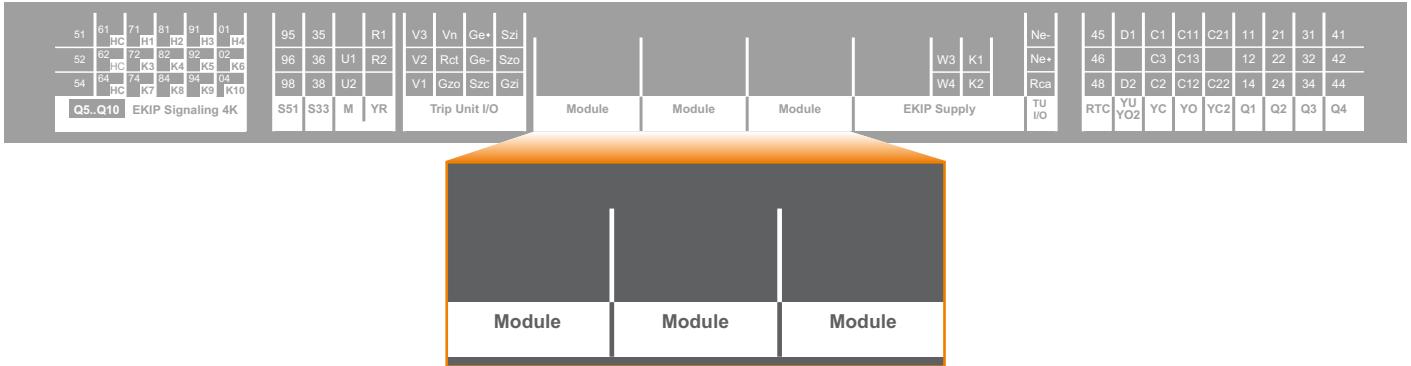 51 61 HC 71 H1 81 H2 91 H3 01 H4 95 35 R1 V3 Vn Ge+ Szi Ne- 45 D1 C1 C11 C21 11 21 31 41
52 62 HC 72 K3 82 K4 92 K5 02 K6 96 36 U1 R2 V2 Rct Ge- Szo W3 K1 Ne+ 46 C3 C13 12 22 32 42
54 64 HC 74 K7 84 K8 94 K9 04 K10 98 38 U2 V1 Gzo Szc Gzi W4 K2 Rca 48 D2 C2 C12 C22 14 24 34 44
Q5..Q10 EKIP Signaling 4K S51 S33 M YR Trip Unit I/O Module Module Module EKIP Supply TU I/O RTC YU YO2 YC YO YC2 Q1 Q2 Q3 Q4
Module Module Module